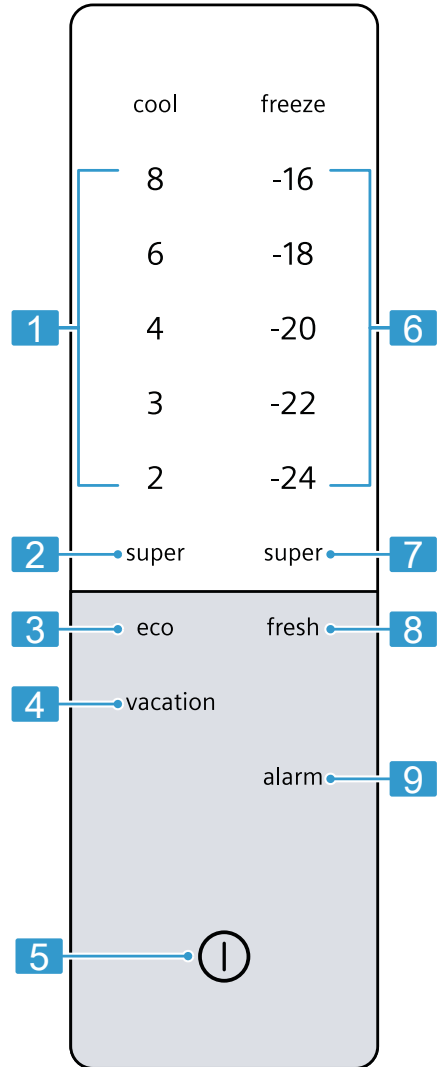 cool freeze
8 -16
6 -18
1 4 -20 6
3 -22
2 -24
2 super super 7
3 eco fresh 8
4 vacation
alarm 9
5